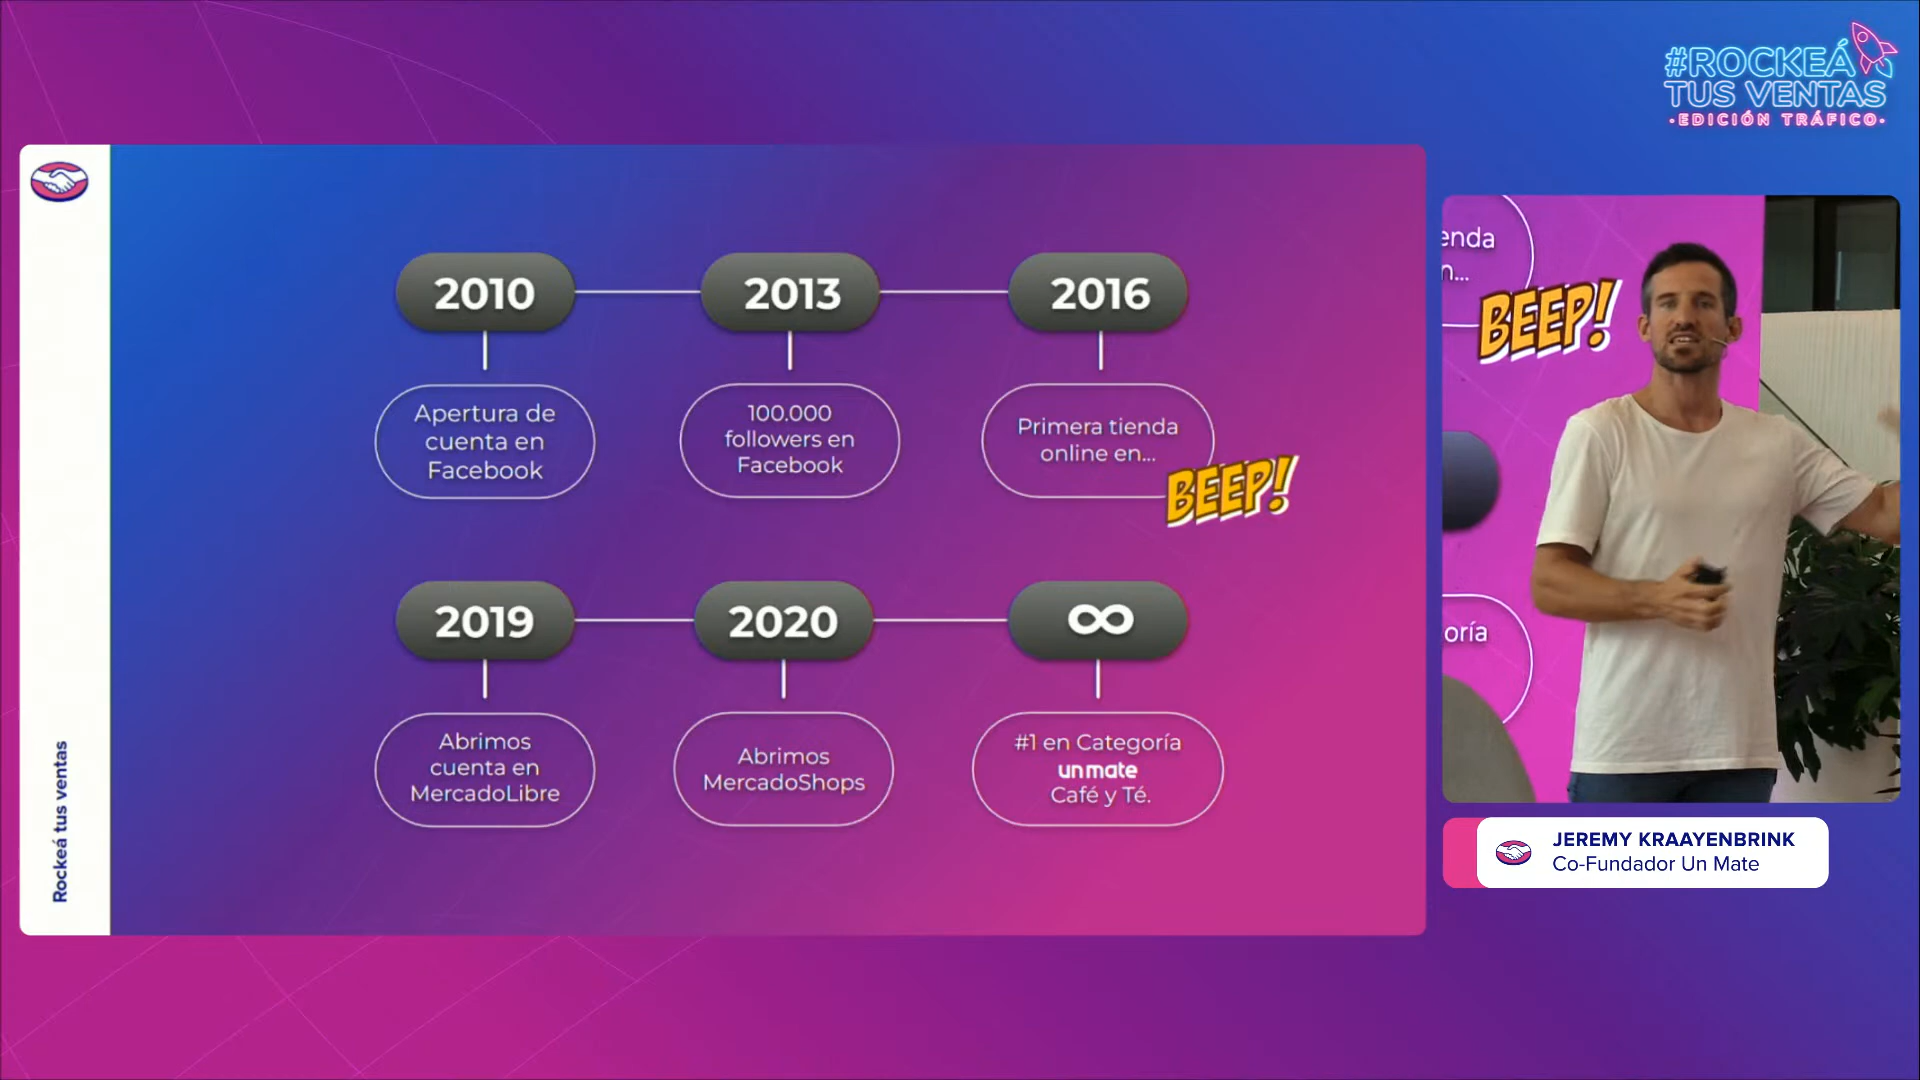 #ROCKEÁ
TUS VENTAS
•EDICIÓN TRÁFICO•
2010
2013
2016
Apertura de
cuenta en
Facebook
100.000
followers en
Facebook
Primera tienda
online en...
BEEP!
2019
2020
∞
Abrimos
cuenta en
MercadoLibre
Abrimos
MercadoShops
#1 en Categoría
unmate
Café y Té.
Rockeá tus ventas
enda
n...
BEEP!
oría
JEREMY KRAAYENBRINK
Co-Fundador Un Mate